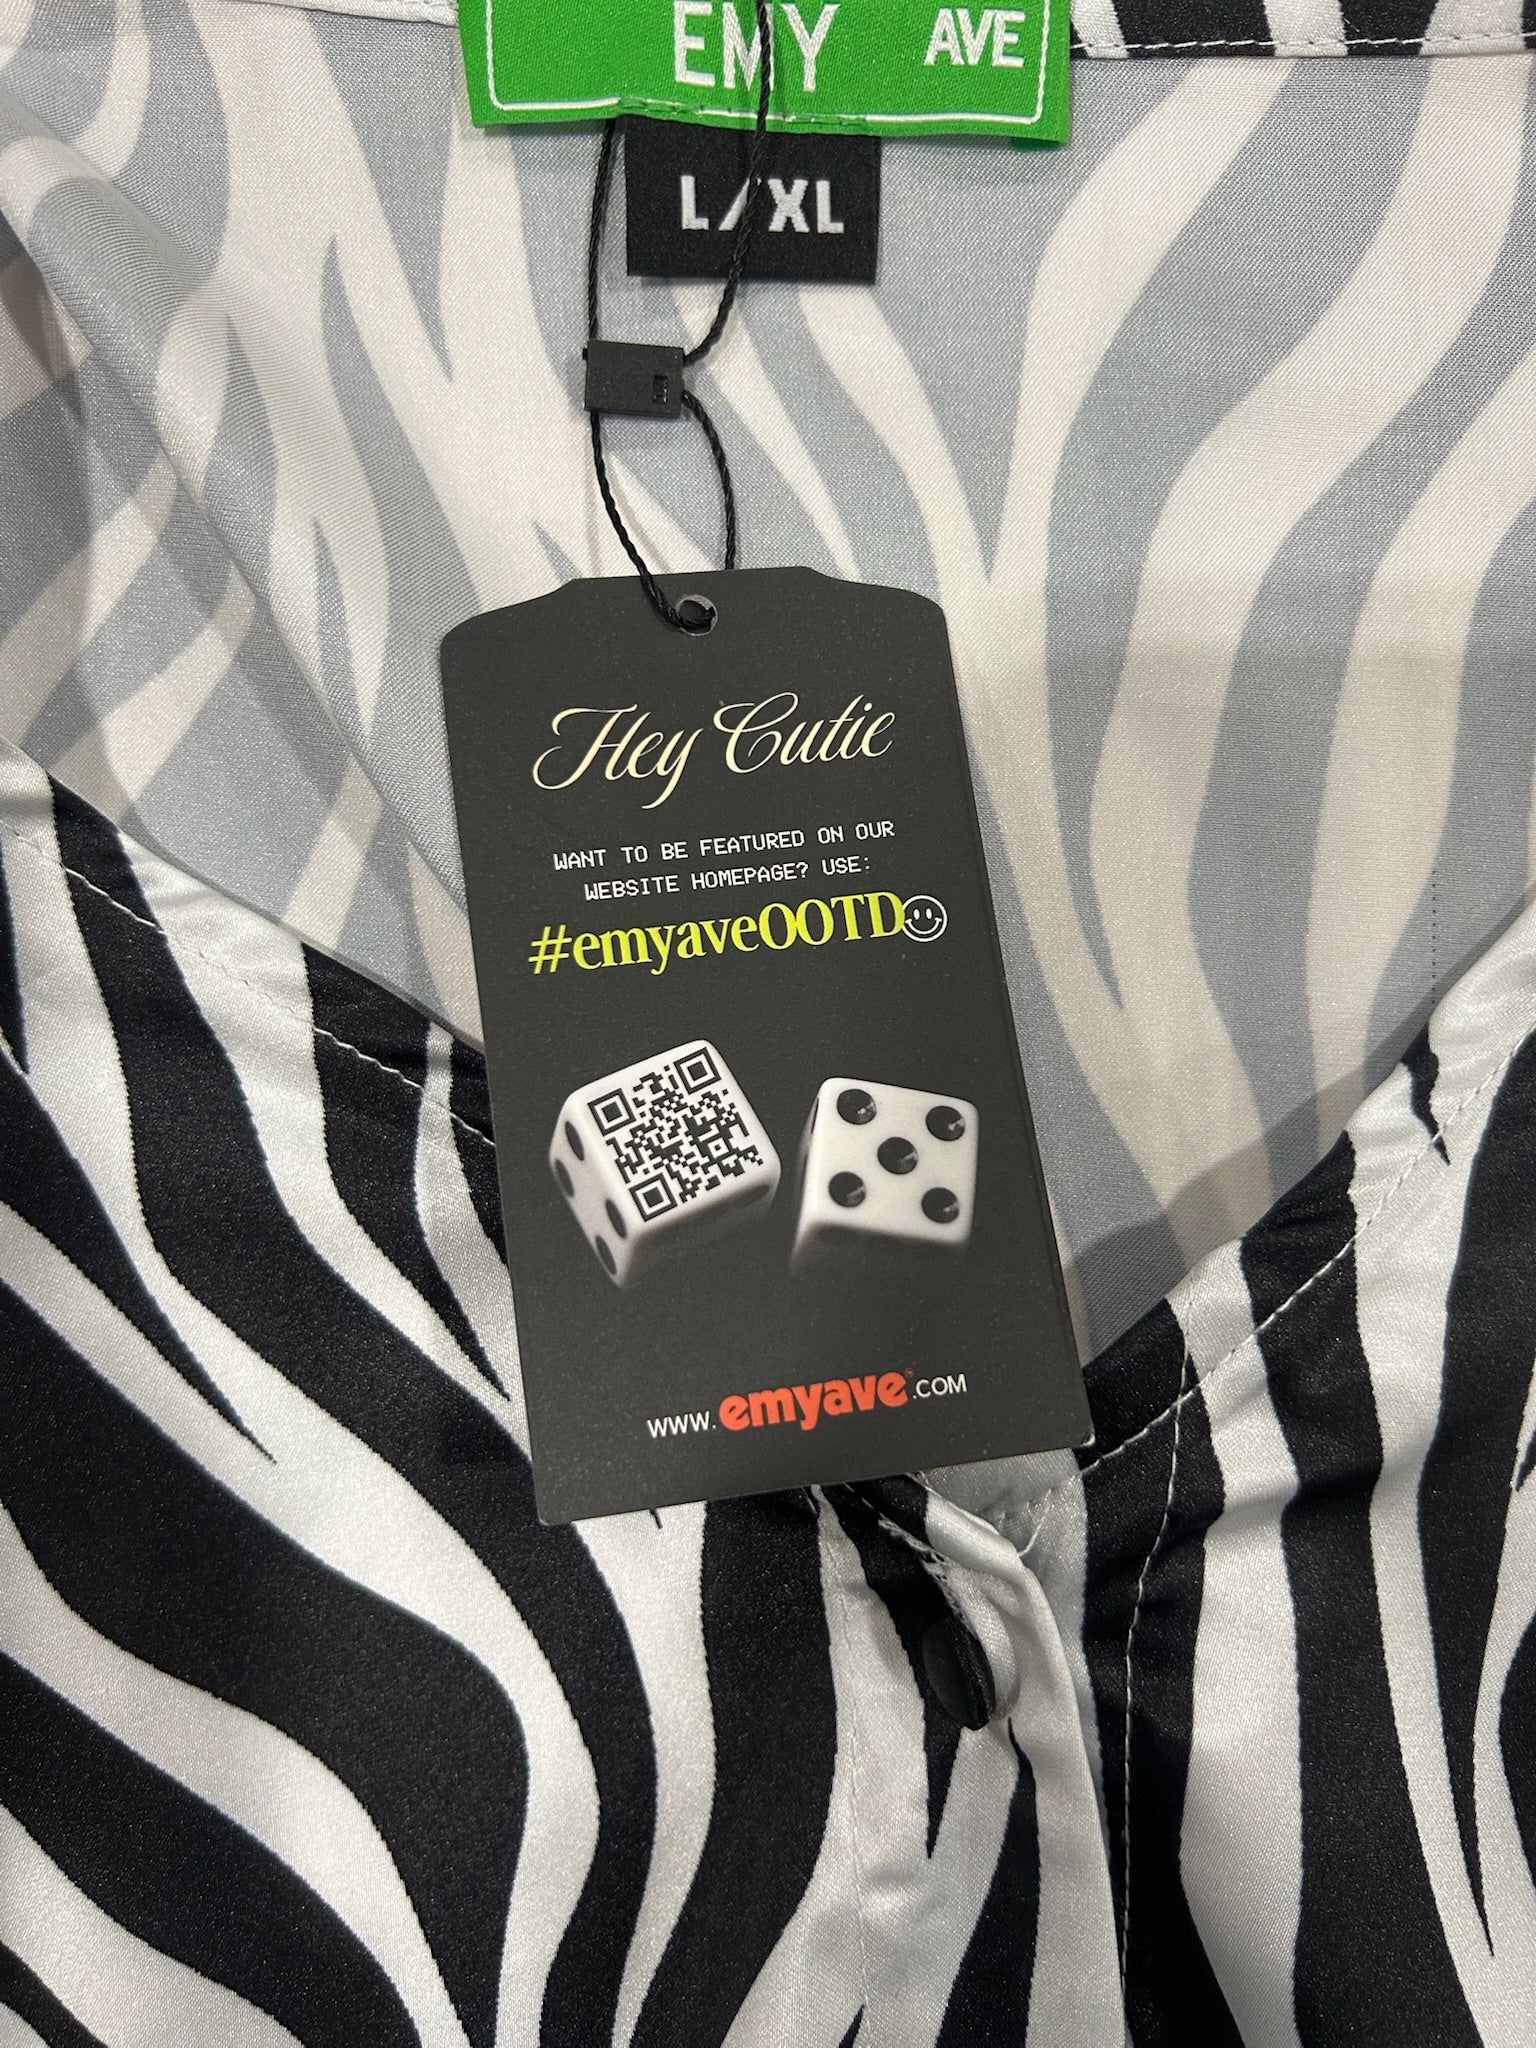 EMY AVE
L/XL
Hey Cutie
WANT TO BE FEATURED ON OUR
WEBSITE HOMEPAGE? USE:
#emyaveOOTD
www.emyave.COM